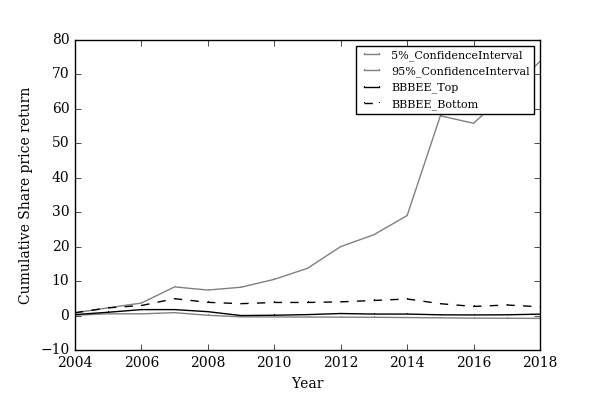 80
70
60
50
40
30
20
10
0
−10
2004 2006 2008 2010 2012 2014 2016 2018
Year
Cumulative Share price return
5%_ConfidenceInterval
95%_ConfidenceInterval
BBBEE_Top
BBBEE_Bottom